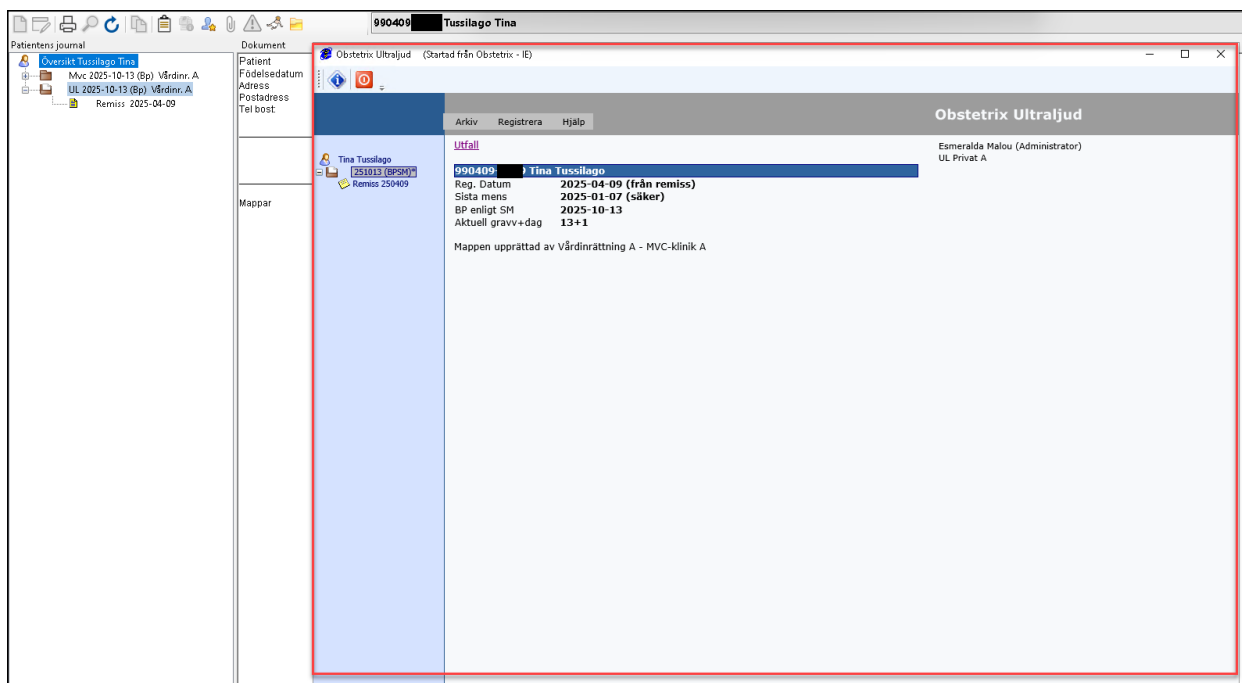 990409 Tussilago Tina
Patientens journal
Översikt Tussilago Tina
Mvc 2025-10-13 (Bp) Vårdinr. A
UL 2025-10-13 (Bp) Vårdinr. A
Remiss 2025-04-09
Dokument
Patient
Födelsedatum
Adress
Postadress
Tel bost:
Mappar
Obstetrix Ultraljud (Startad från Obstetrix - IE)
Arkiv Registrera Hjälp
Obstetrix Ultraljud
Tina Tussilago
251013 (BPSM)*
Remiss 250409
Utfall
Esmeralda Malou (Administrator)
UL Privat A
990409- Tina Tussilago
Reg. Datum 2025-04-09 (från remiss)
Sista mens 2025-01-07 (säker)
BP enligt SM 2025-10-13
Aktuell gravv+dag 13+1
Mappen upprättad av Vårdinrättning A - MVC-klinik A